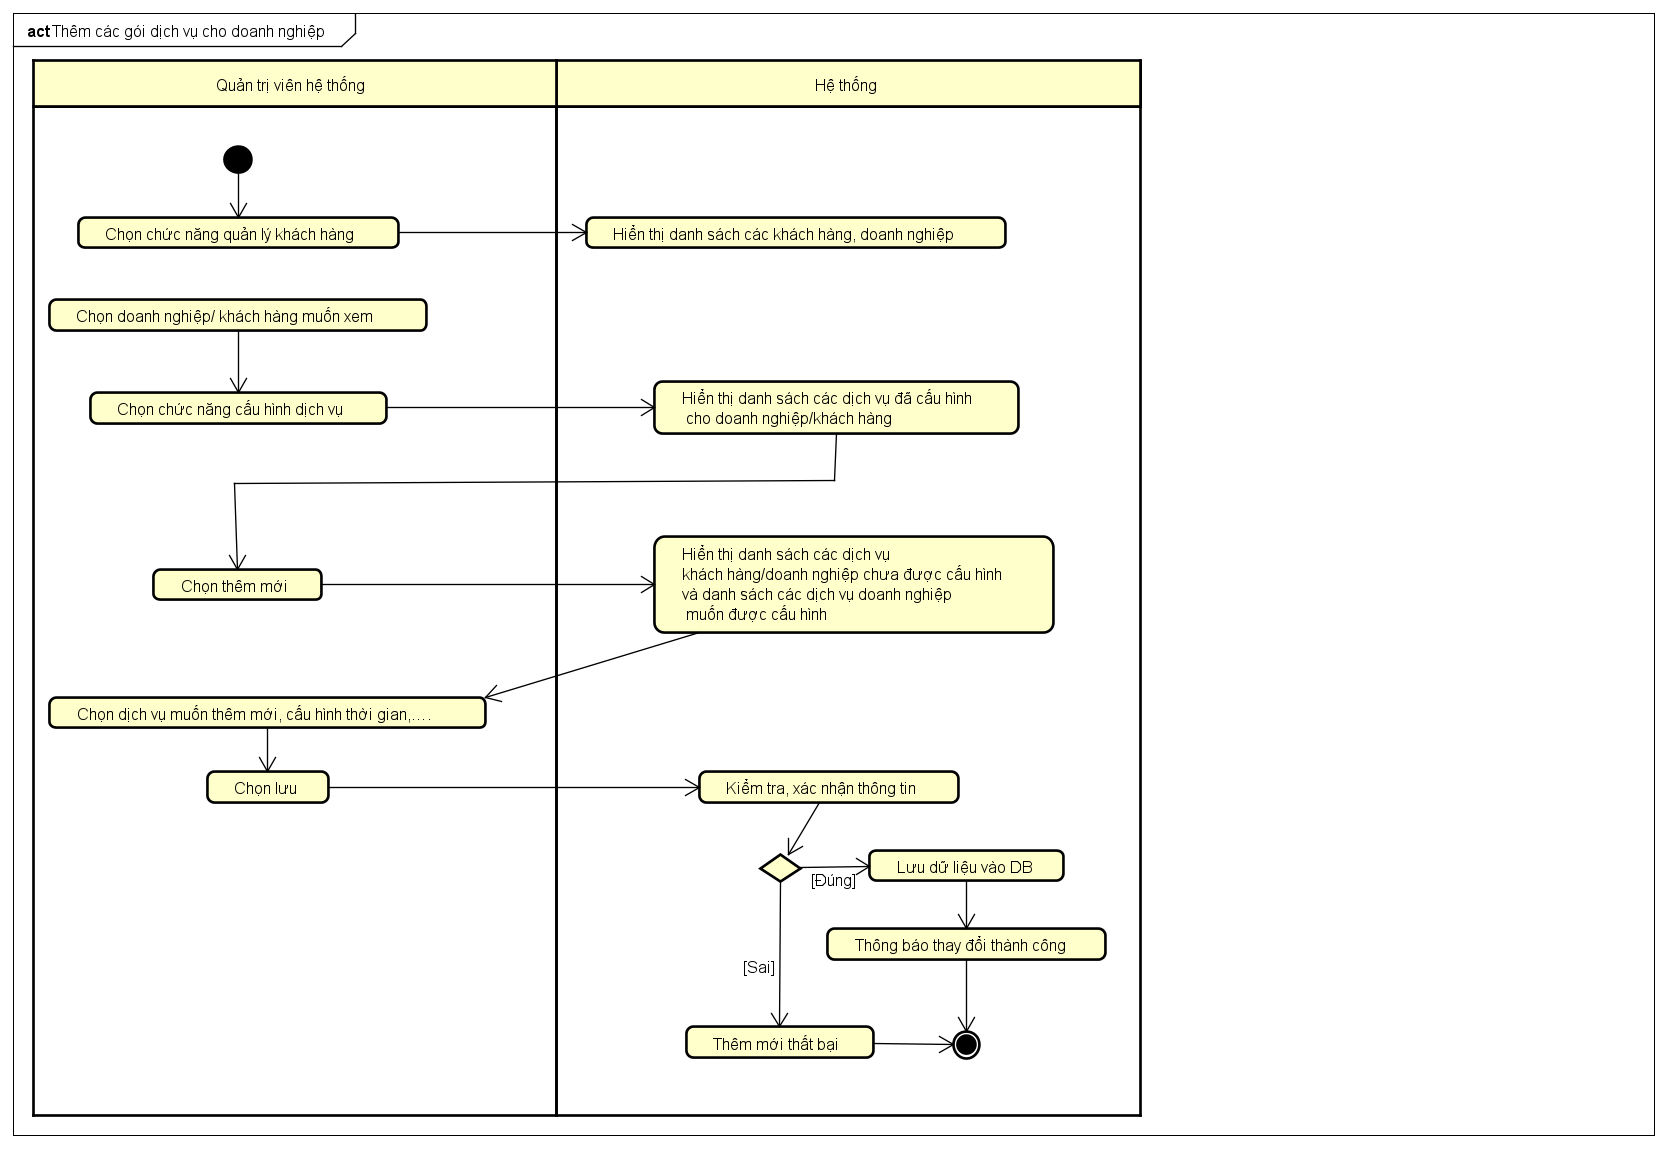 act Thêm các gói dịch vụ cho doanh nghiệp
Quản trị viên hệ thống
Hệ thống
Chọn chức năng quản lý khách hàng
Hiển thị danh sách các khách hàng, doanh nghiệp
Chọn doanh nghiệp/ khách hàng muốn xem
Chọn chức năng cấu hình dịch vụ
Hiển thị danh sách các dịch vụ đã cấu hình
cho doanh nghiệp/khách hàng
Chọn thêm mới
Hiển thị danh sách các dịch vụ
khách hàng/doanh nghiệp chưa được cấu hình
và danh sách các dịch vụ doanh nghiệp
muốn được cấu hình
Chọn dịch vụ muốn thêm mới, cấu hình thời gian,....
Chọn lưu
Kiểm tra, xác nhận thông tin
Lưu dữ liệu vào DB
[Đúng]
Thông báo thay đổi thành công
[Sai]
Thêm mới thất bại